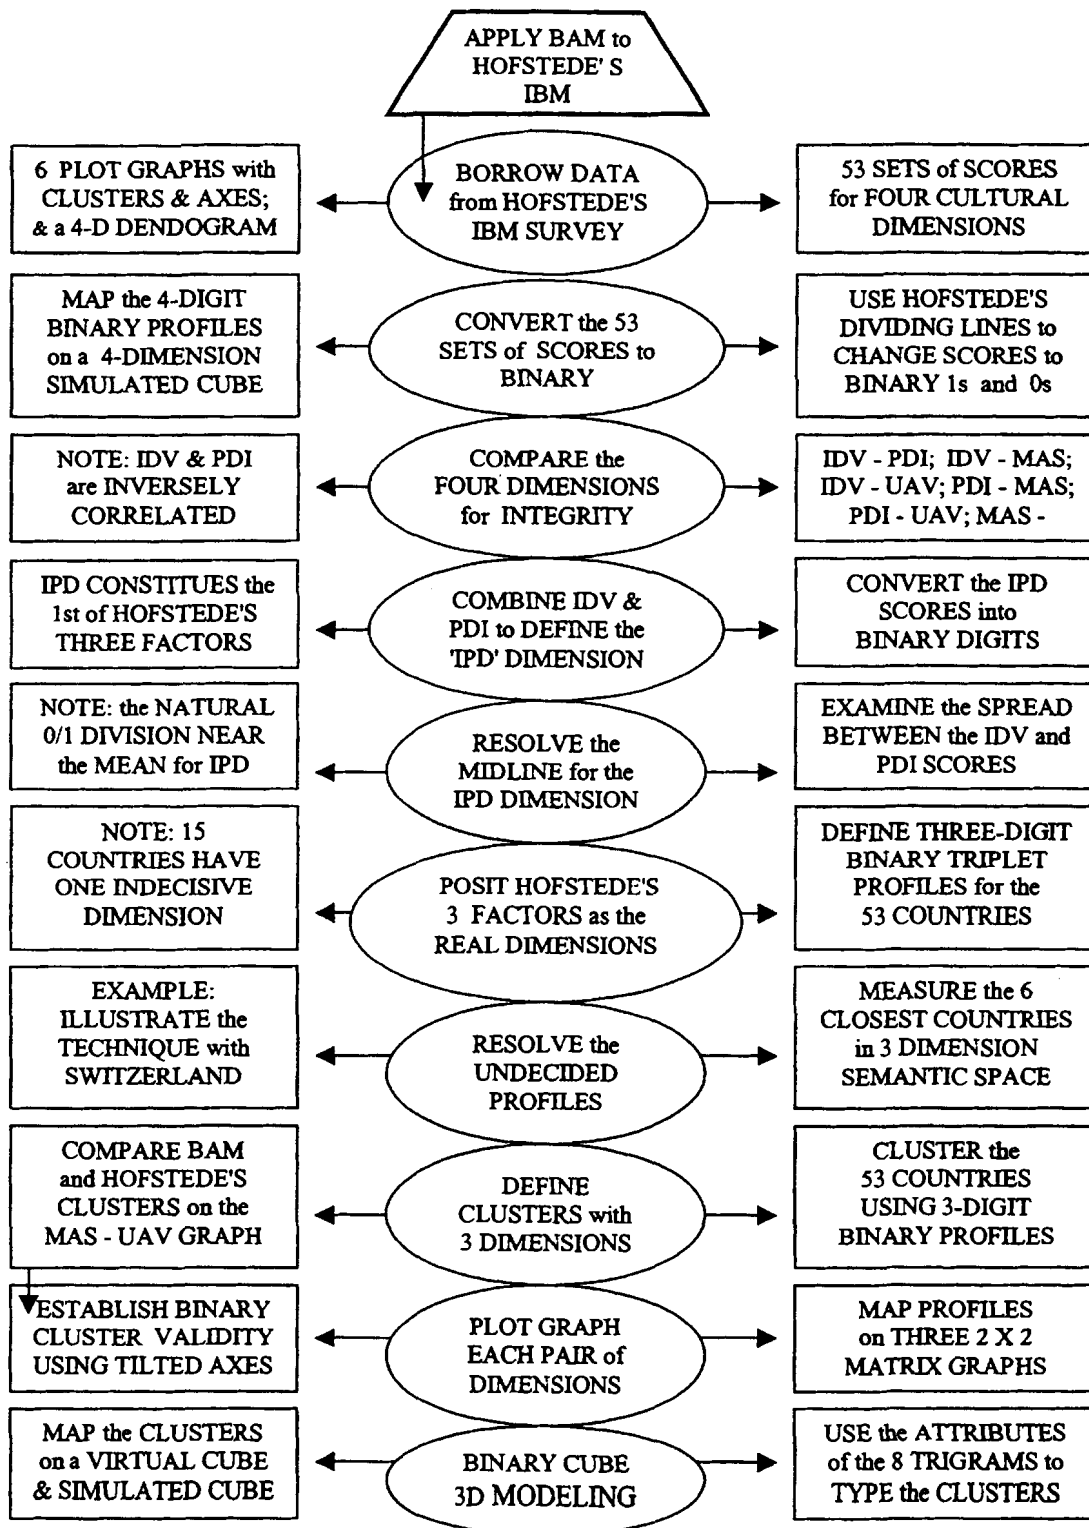 APPLY BAM to
HOFSTEDE' S
IBM
6 PLOT GRAPHS with
CLUSTERS & AXES;
& a 4-D DENDOGRAM
BORROW DATA
from HOFSTEDE'S
IBM SURVEY
53 SETS of SCORES
for FOUR CULTURAL
DIMENSIONS
MAP the 4-DIGIT
BINARY PROFILES
on a 4-DIMENSION
SIMULATED CUBE
CONVERT the 53
SETS of SCORES to
BINARY
USE HOFSTEDE'S
DIVIDING LINES to
CHANGE SCORES to
BINARY 1s and 0s
NOTE: IDV & PDI
are INVERSELY
CORRELATED
COMPARE the
FOUR DIMENSIONS
for INTEGRITY
IDV - PDI; IDV - MAS;
IDV - UAV; PDI - MAS;
PDI - UAV; MAS -
IPD CONSTITUES the
1st of HOFSTEDE'S
THREE FACTORS
COMBINE IDV &
PDI to DEFINE the
'IPD' DIMENSION
CONVERT the IPD
SCORES into
BINARY DIGITS
NOTE: the NATURAL
0/1 DIVISION NEAR
the MEAN for IPD
RESOLVE the
MIDLINE for the
IPD DIMENSION
EXAMINE the SPREAD
BETWEEN the IDV and
PDI SCORES
NOTE: 15
COUNTRIES HAVE
ONE INDECISIVE
DIMENSION
POSIT HOFSTEDE'S
3 FACTORS as the
REAL DIMENSIONS
DEFINE THREE-DIGIT
BINARY TRIPLET
PROFILES for the
53 COUNTRIES
EXAMPLE:
ILLUSTRATE the
TECHNIQUE with
SWITZERLAND
RESOLVE the
UNDECIDED
PROFILES
MEASURE the 6
CLOSEST COUNTRIES
in 3 DIMENSION
SEMANTIC SPACE
COMPARE BAM
and HOFSTEDE'S
CLUSTERS on the
MAS - UAV GRAPH
DEFINE
CLUSTERS with
3 DIMENSIONS
CLUSTER the
53 COUNTRIES
USING 3-DIGIT
BINARY PROFILES
ESTABLISH BINARY
CLUSTER VALIDITY
USING TILTED AXES
PLOT GRAPH
EACH PAIR of
DIMENSIONS
MAP PROFILES
on THREE 2 X 2
MATRIX GRAPHS
MAP the CLUSTERS
on a VIRTUAL CUBE
& SIMULATED CUBE
BINARY CUBE
3D MODELING
USE the ATTRIBUTES
of the 8 TRIGRAMS to
TYPE the CLUSTERS